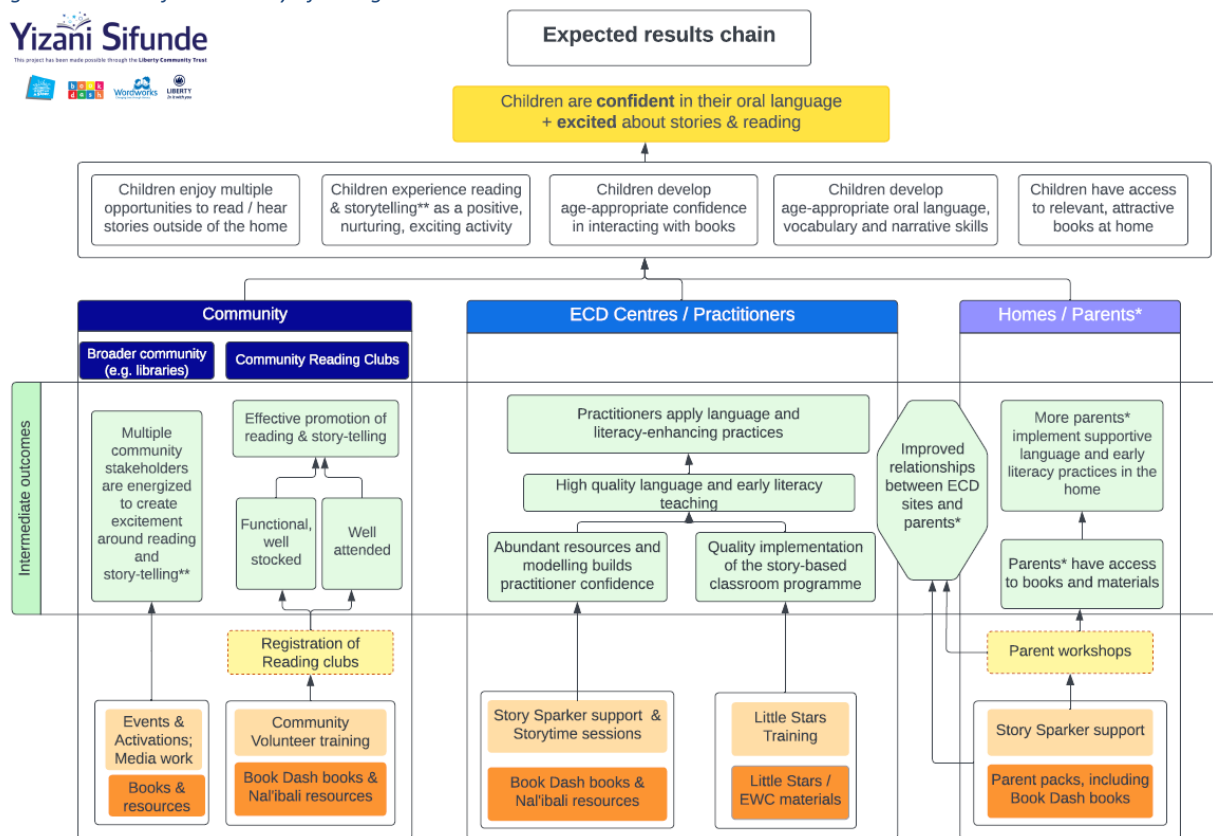 Yizani Sifunde
This project has been made possible through the Liberty Community Trust
book
dash
Wordworks
LIBERTY
Expected results chain
Children are confident in their oral language
+ excited about stories & reading
Children enjoy multiple
opportunities to read / hear
stories outside of the home
Children experience reading
& storytelling** as a positive,
nurturing, exciting activity
Children develop
age-appropriate confidence
in interacting with books
Children develop
age-appropriate oral language,
vocabulary and narrative skills
Children have access
to relevant, attractive
books at home
Community
ECD Centres / Practitioners
Homes / Parents*
Broader community
(e.g. libraries)
Community Reading Clubs
Intermediate outcomes
Multiple
community
stakeholders
are energized
to create
excitement
around reading
and
story-telling**
Effective promotion of
reading & story-telling
Functional,
well
stocked
Well
attended
Practitioners apply language and
literacy-enhancing practices
High quality language and early literacy
teaching
Abundant resources and
modelling builds
practitioner confidence
Quality implementation
of the story-based
classroom programme
Improved
relationships
between ECD
sites and
parents*
More parents*
implement supportive
language and early
literacy practices in the
home
Parents* have access
to books and materials
Registration of
Reading clubs
Parent workshops
Events &
Activations;
Media work
Books &
resources
Community
Volunteer training
Book Dash books &
Nal'ibali resources
Story Sparker support &
Storytime sessions
Book Dash books &
Nal'ibali resources
Little Stars
Training
Little Stars /
EWC materials
Story Sparker support
Parent packs, including
Book Dash books